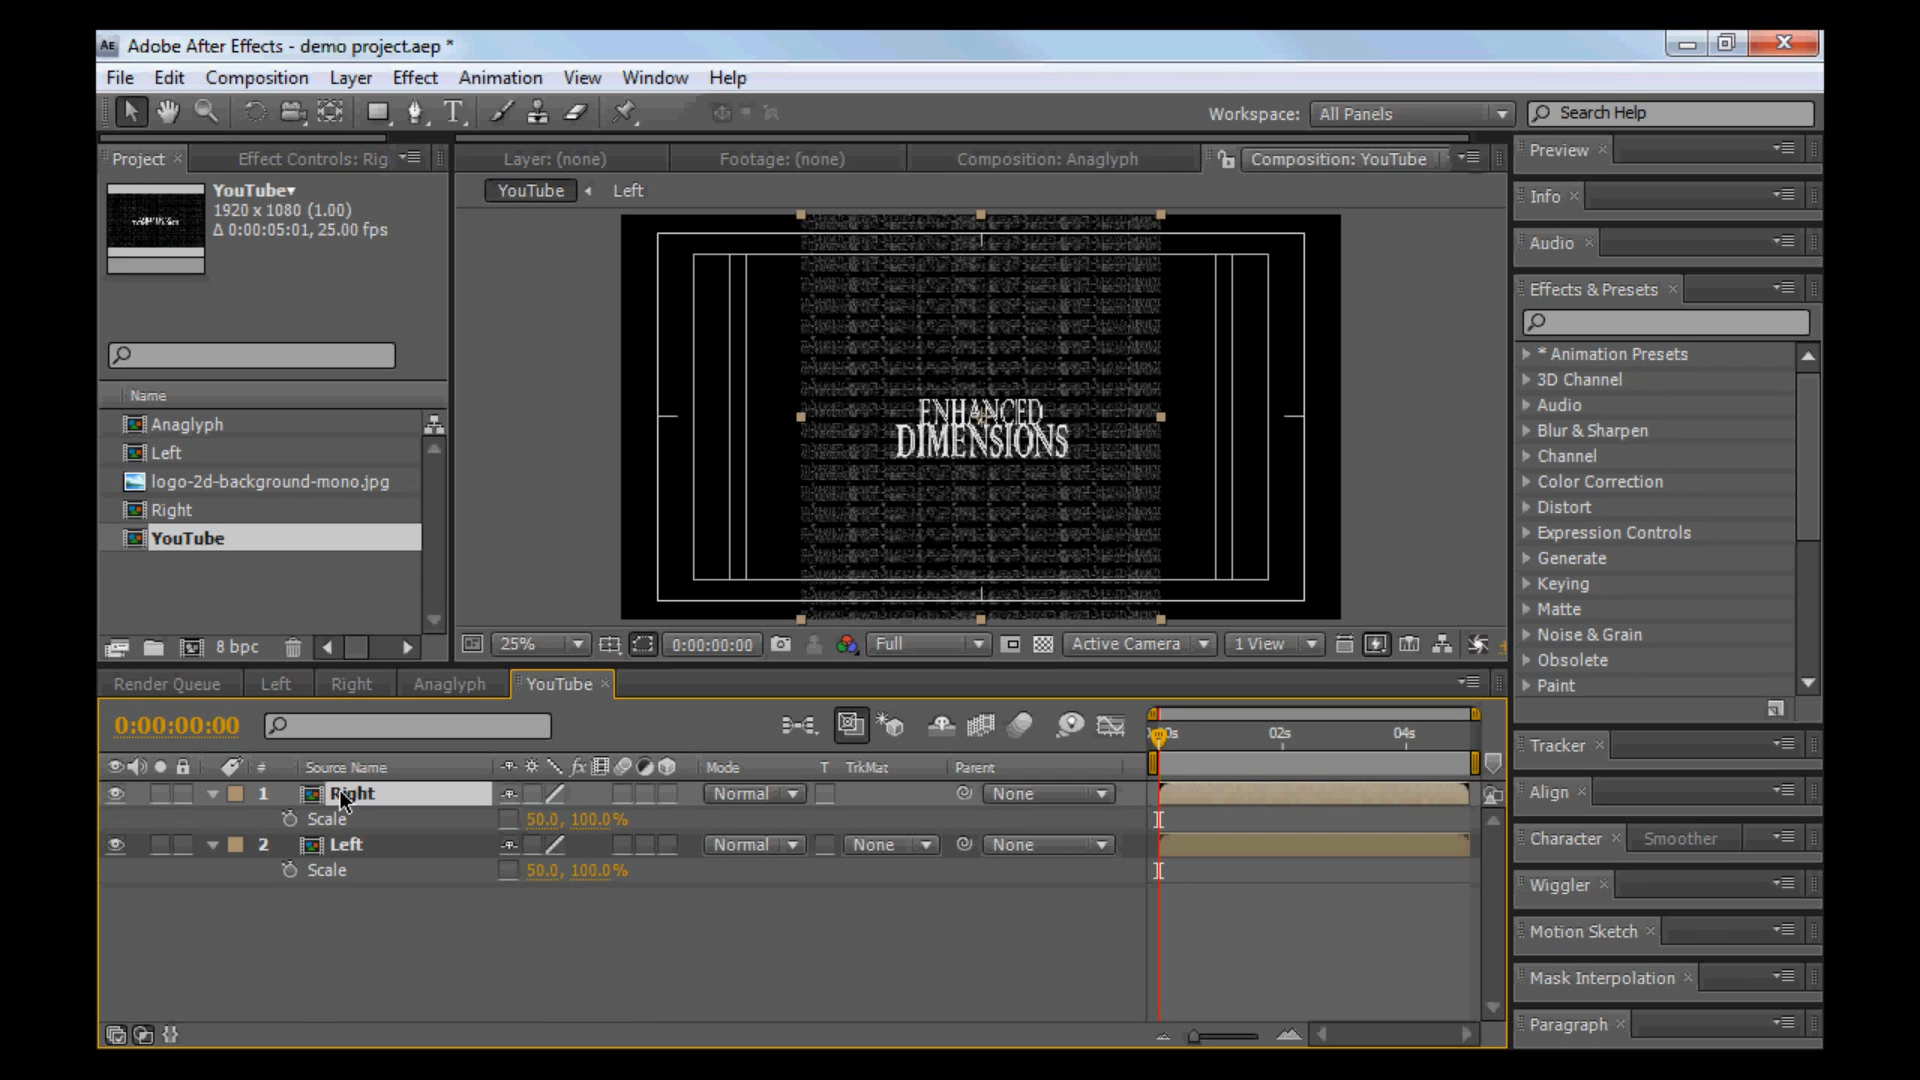 Adobe After Effects - demo project.aep *
File Edit Composition Layer Effect Animation View Window Help
Workspace: All Panels Search Help
Project Effect Controls: Rig Layer: (none) Footage: (none) Composition: Anaglyph Composition: YouTube
YouTube
1920 x 1080 (1.00)
Δ 0:00:05:01, 25.00 fps
YouTube Left
Name
Anaglyph
Left
logo-2d-background-mono.jpg
Right
YouTube
8 bpc
ENHANCED
DIMENSIONS
25% 0:00:00:00 Full Active Camera 1 View
Preview
Info
Audio
Effects & Presets
* Animation Presets
3D Channel
Audio
Blur & Sharpen
Channel
Color Correction
Distort
Expression Controls
Generate
Keying
Matte
Noise & Grain
Obsolete
Paint
Tracker
Align
Character Smoother
Wiggler
Motion Sketch
Mask Interpolation
Paragraph
Render Queue Left Right Anaglyph YouTube
0:00:00:00
02s 04s
# Source Name Mode T TrkMat Parent
1 Right Normal None
Scale 50.0, 100.0%
2 Left Normal None None
Scale 50.0, 100.0%